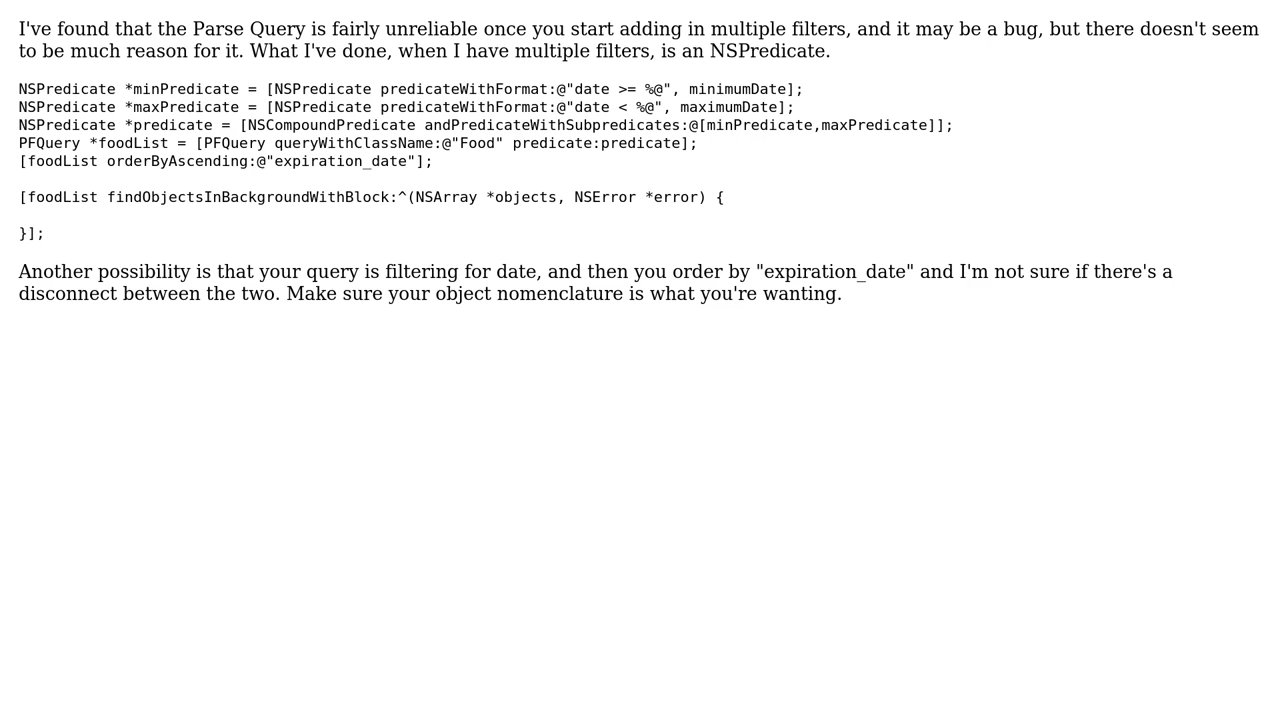 I've found that the Parse Query is fairly unreliable once you start adding in multiple filters, and it may be a bug, but there doesn't seem
to be much reason for it. What I've done, when I have multiple filters, is an NSPredicate.
NSPredicate *minPredicate = [NSPredicate predicateWithFormat:@"date >= %@", minimumDate];
NSPredicate *maxPredicate = [NSPredicate predicateWithFormat:@"date < %@", maximumDate];
NSPredicate *predicate = [NSCompoundPredicate andPredicateWithSubpredicates:@[minPredicate,maxPredicate]];
PFQuery *foodList = [PFQuery queryWithClassName:@"Food" predicate:predicate];
[foodList orderByAscending:@"expiration_date"];
[foodList findObjectsInBackgroundWithBlock:^(NSArray *objects, NSError *error) {
}];
Another possibility is that your query is filtering for date, and then you order by "expiration_date" and I'm not sure if there's a
disconnect between the two. Make sure your object nomenclature is what you're wanting.